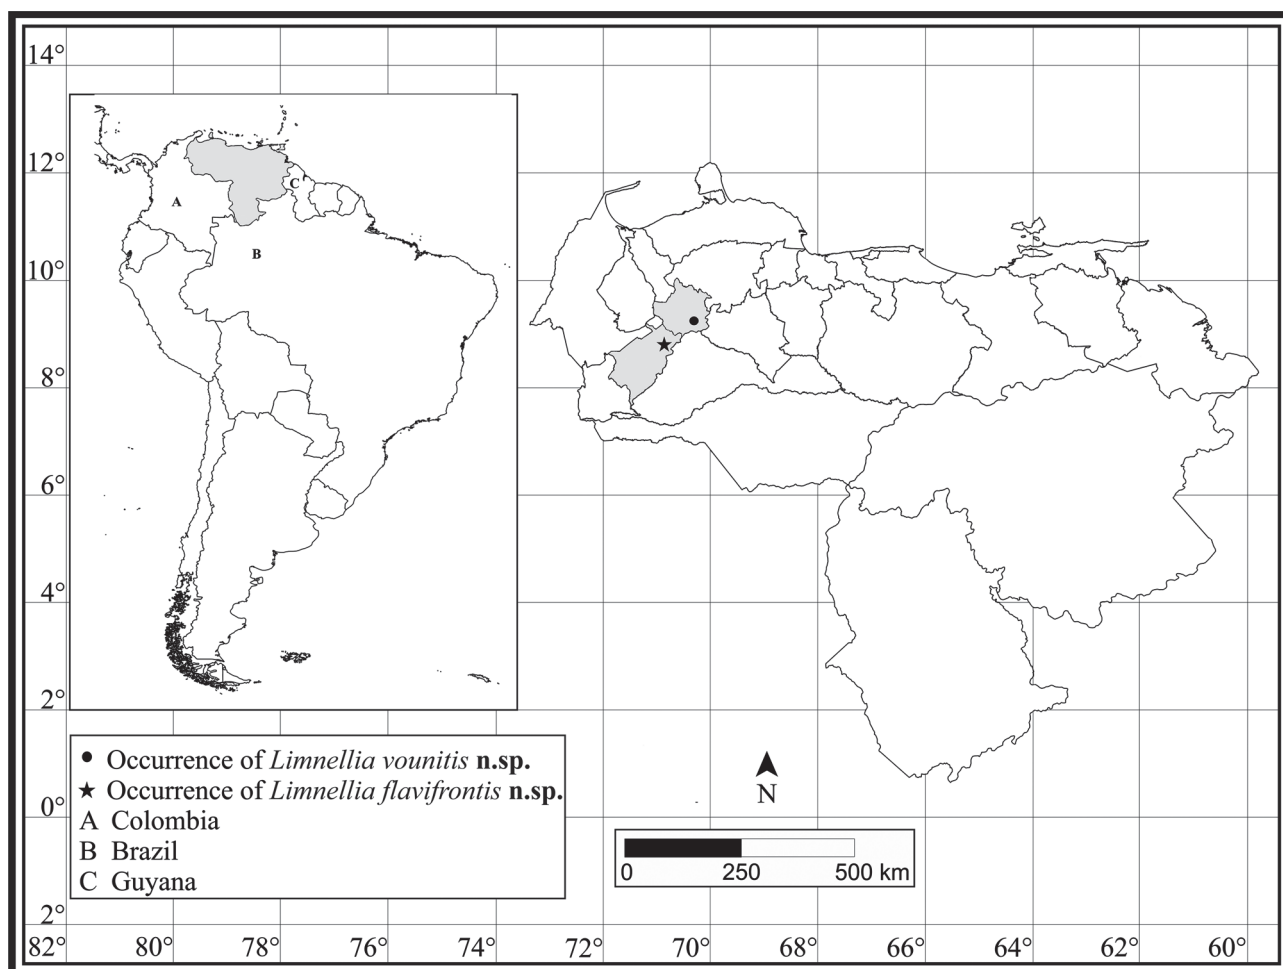 14°
12°
10°
8°
6°
4°
2°
0°
2°
A
B
C
● Occurrence of Limnellia vounitis n.sp.
★ Occurrence of Limnellia flavifrontis n.sp.
A Colombia
B Brazil
C Guyana
N
0 250 500 km
82° 80° 78° 76° 74° 72° 70° 68° 66° 64° 62° 60°